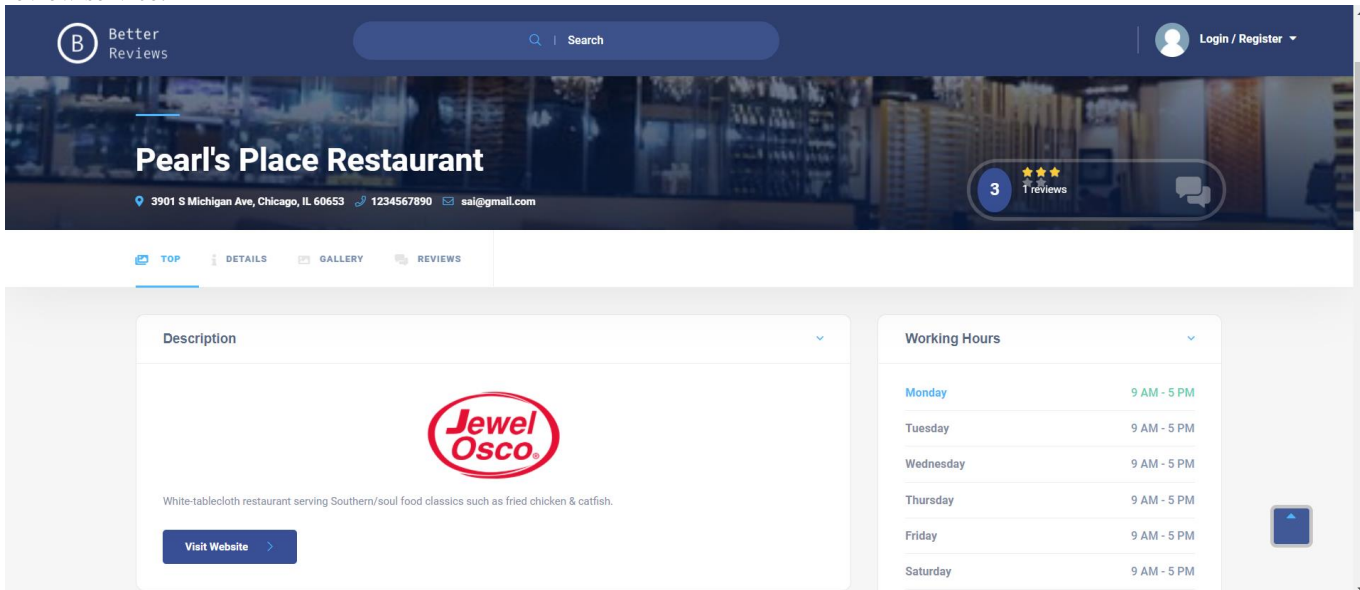 B
Better
Reviews
Search
Login / Register
Pearl's Place Restaurant
3901 S Michigan Ave, Chicago, IL 60653 1234567890 sai@gmail.com
3
1 reviews
TOP DETAILS GALLERY REVIEWS
Description
Jewel
Osco®
White-tablecloth restaurant serving Southern/soul food classics such as fried chicken & catfish.
Visit Website
Working Hours
Monday 9 AM - 5 PM
Tuesday 9 AM - 5 PM
Wednesday 9 AM - 5 PM
Thursday 9 AM - 5 PM
Friday 9 AM - 5 PM
Saturday 9 AM - 5 PM